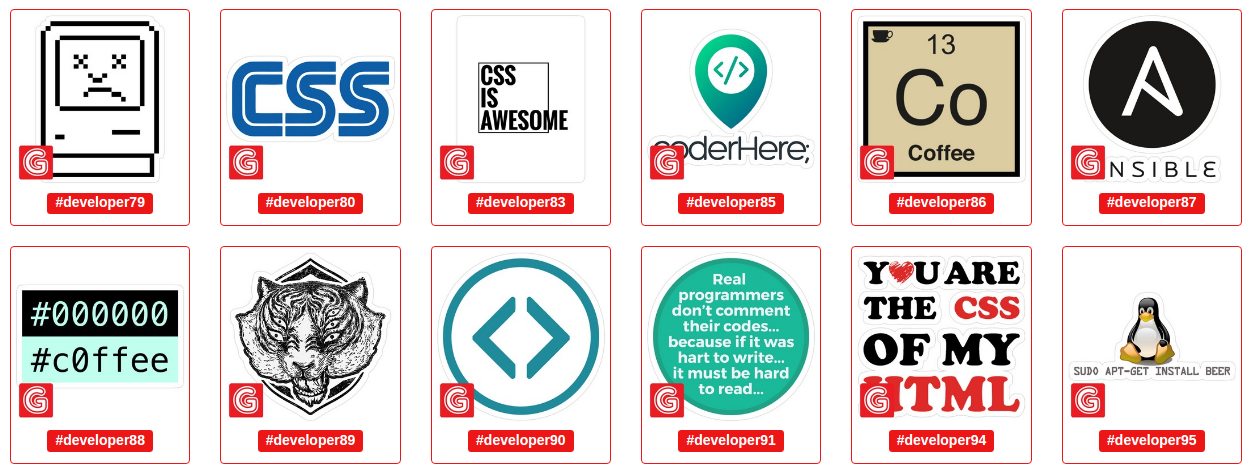 CSS
CSS
IS
AWESOME
</>
coderHere;
13
Co
Coffee
NSIBLE
#developer79
#developer80
#developer83
#developer85
#developer86
#developer87
#000000
#c0ffee
Real
programmers
don't comment
their codes...
because if it was
hart to write...
it must be hard
to read...
Y U ARE
THE CSS
OF MY
HTML
SUDO APT-GET INSTALL BEER
G
G
G
G
G
G
G
G
G
G
G
G
#developer88
#developer89
#developer90
#developer91
#developer94
#developer95